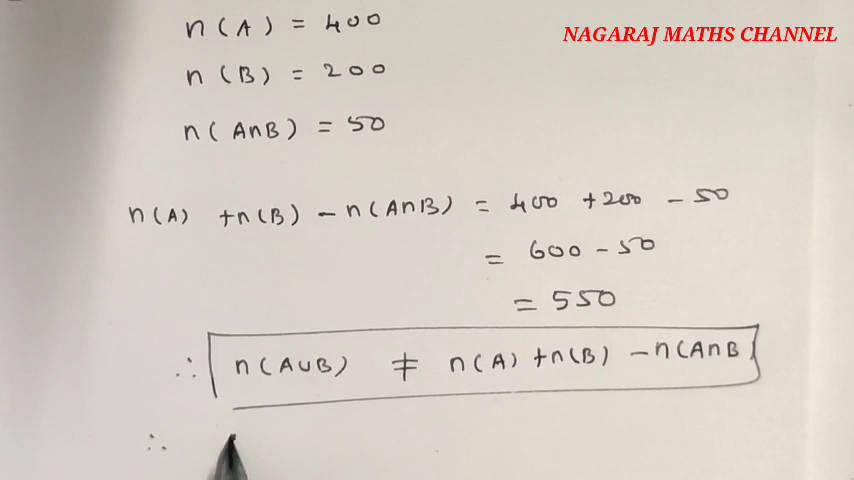 n(A) = 400
NAGARAJ MATHS CHANNEL
n(B) = 200
n(A∩B) = 50
n(A) + n(B) - n(A∩B) = 400 + 200 - 50
= 600 - 50
= 550
∴ n(A∪B) ≠ n(A) + n(B) - n(A∩B
∴